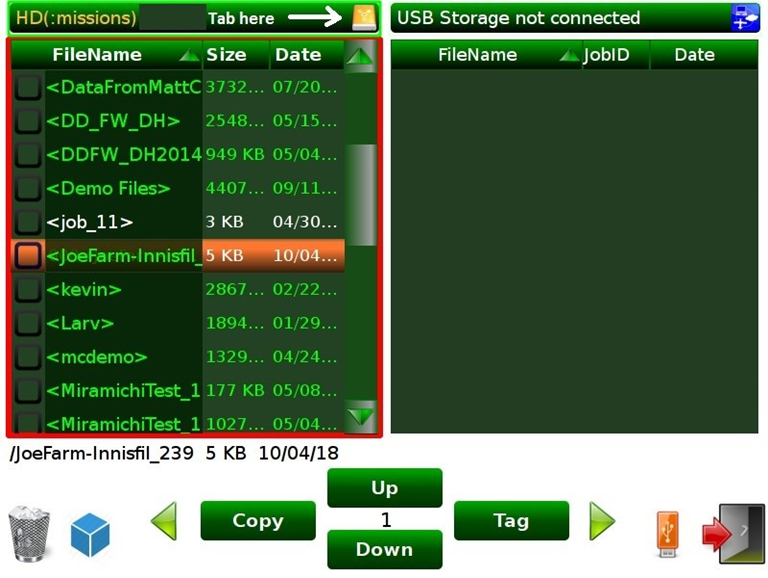 HD(:missions) Tab here
USB Storage not connected
FileName Size Date
FileName JobID Date
<DataFromMattC 3732... 07/20...
<DD_FW_DH> 2548... 05/15...
<DDFW_DH2014 949 KB 05/04...
<Demo Files> 4407... 09/11...
<job_11> 3 KB 04/30...
<JoeFarm-Innisfil_ 5 KB 10/04...
<kevin> 2867... 02/22...
<Larv> 1894... 01/29...
<mcdemo> 1329... 04/24...
<MiramichiTest_1 177 KB 05/08...
<MiramichiTest_1 1027... 05/04...
/JoeFarm-Innisfil_239 5 KB 10/04/18
Up
Copy 1 Tag
Down